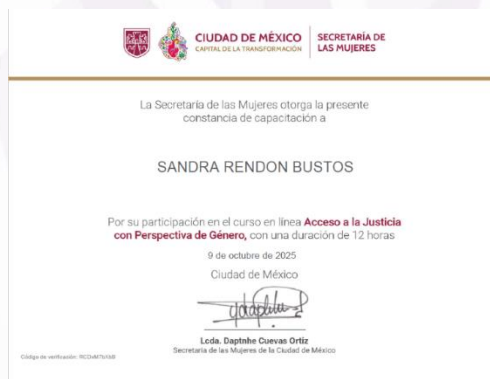 CIUDAD DE MÉXICO
CAPITAL DE LA TRANSFORMACIÓN
SECRETARÍA DE
LAS MUJERES
La Secretaría de las Mujeres otorga la presente
constancia de capacitación a
SANDRA RENDON BUSTOS
Por su participación en el curso en línea Acceso a la Justicia
con Perspectiva de Género, con una duración de 12 horas
9 de octubre de 2025
Ciudad de México
Lcda. Daptnhe Cuevas Ortiz
Secretaria de las Mujeres de la Ciudad de México
Código de verificación: